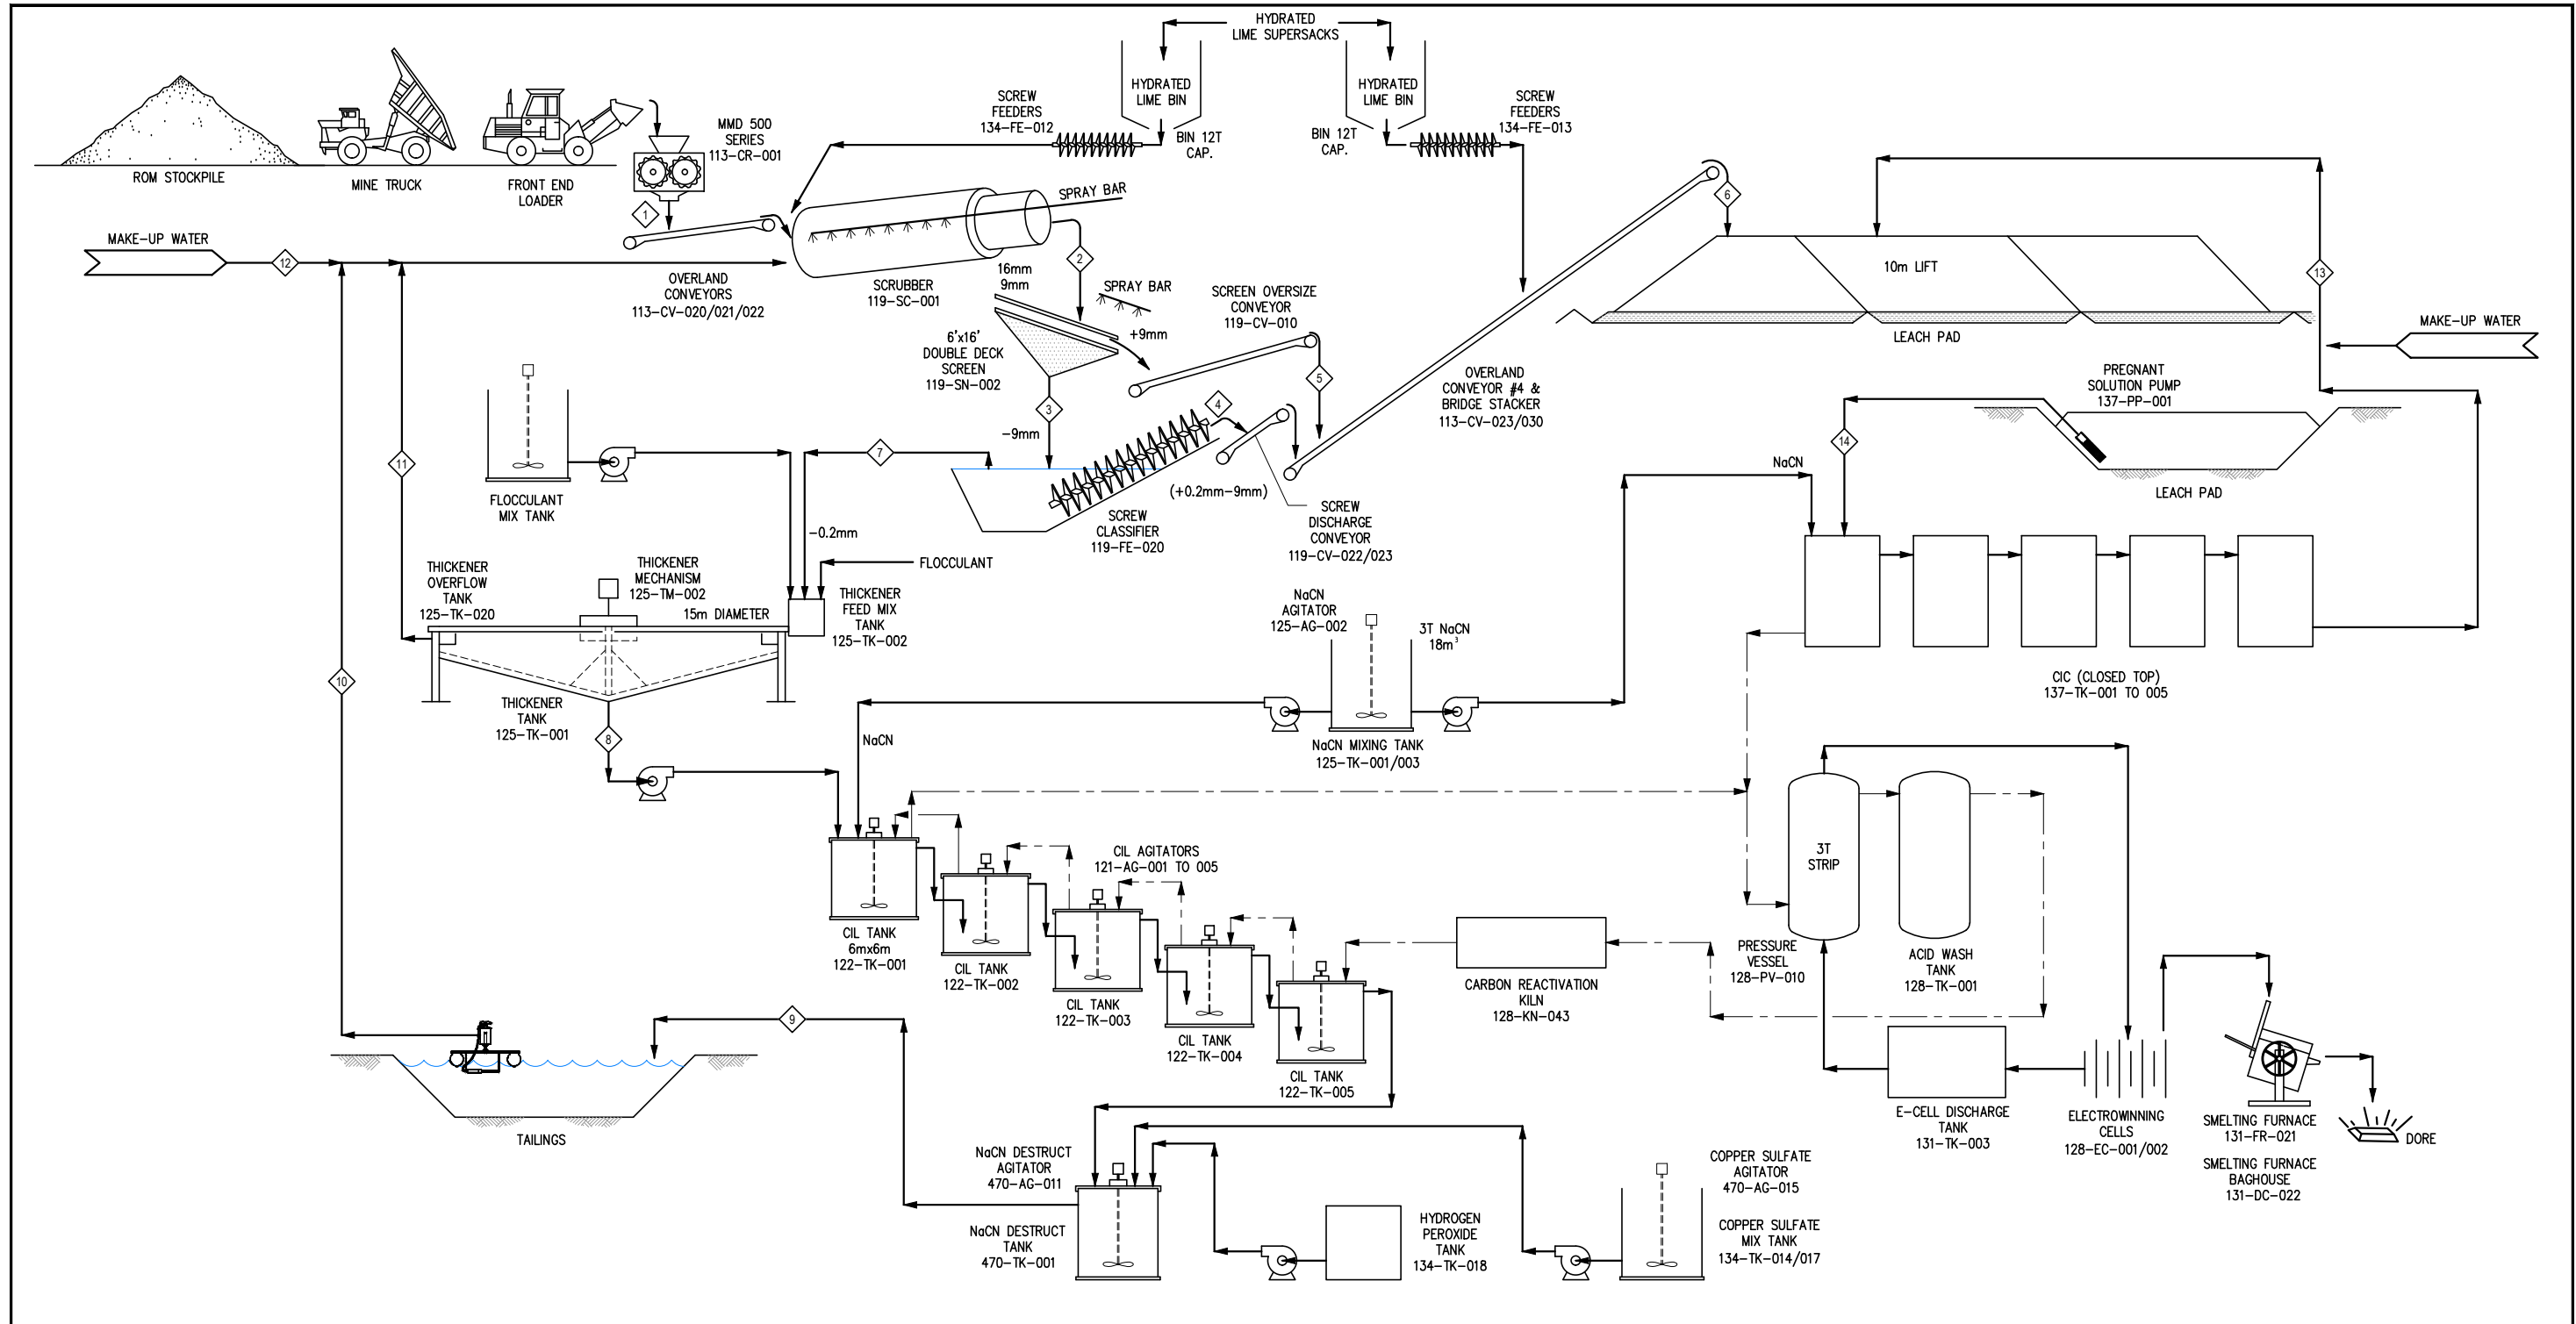 HYDRATED
LIME SUPERSACKS
HYDRATED
LIME BIN
HYDRATED
LIME BIN
SCREW
FEEDERS
134-FE-012
BIN 12T
CAP.
BIN 12T
CAP.
SCREW
FEEDERS
134-FE-013
MMD 500
SERIES
113-CR-001
ROM STOCKPILE
MINE TRUCK
FRONT END
LOADER
1
SPRAY BAR
6
MAKE-UP WATER
12
2
OVERLAND
CONVEYORS
113-CV-020/021/022
SCRUBBER
119-SC-001
16mm
9mm
SPRAY BAR
SCREEN OVERSIZE
CONVEYOR
119-CV-010
+9mm
10m LIFT
13
LEACH PAD
MAKE-UP WATER
6'x16'
DOUBLE DECK
SCREEN
119-SN-002
5
OVERLAND
CONVEYOR #4 &
BRIDGE STACKER
113-CV-023/030
PREGNANT
SOLUTION PUMP
137-PP-001
3
4
-9mm
7
11
14
NaCN
(+0.2mm-9mm)
LEACH PAD
FLOCCULANT
MIX TANK
SCREW
CLASSIFIER
119-FE-020
SCREW
DISCHARGE
CONVEYOR
119-CV-022/023
-0.2mm
FLOCCULANT
THICKENER
OVERFLOW
TANK
125-TK-020
THICKENER
MECHANISM
125-TM-002
15m DIAMETER
THICKENER
FEED MIX
TANK
125-TK-002
NaCN
AGITATOR
125-AG-002
3T NaCN
18m³
10
THICKENER
TANK
125-TK-001
8
NaCN
NaCN MIXING TANK
125-TK-001/003
CIC (CLOSED TOP)
137-TK-001 TO 005
CIL AGITATORS
121-AG-001 TO 005
3T
STRIP
CIL TANK
6mx6m
122-TK-001
CIL TANK
122-TK-002
CIL TANK
122-TK-003
CIL TANK
122-TK-004
CIL TANK
122-TK-005
CARBON REACTIVATION
KILN
128-KN-043
PRESSURE
VESSEL
128-PV-010
ACID WASH
TANK
128-TK-001
9
TAILINGS
E-CELL DISCHARGE
TANK
131-TK-003
ELECTROWINNING
CELLS
128-EC-001/002
SMELTING FURNACE
131-FR-021
SMELTING FURNACE
BAGHOUSE
131-DC-022
DORE
NaCN DESTRUCT
AGITATOR
470-AG-011
NaCN DESTRUCT
TANK
470-TK-001
HYDROGEN
PEROXIDE
TANK
134-TK-018
COPPER SULFATE
AGITATOR
470-AG-015
COPPER SULFATE
MIX TANK
134-TK-014/017